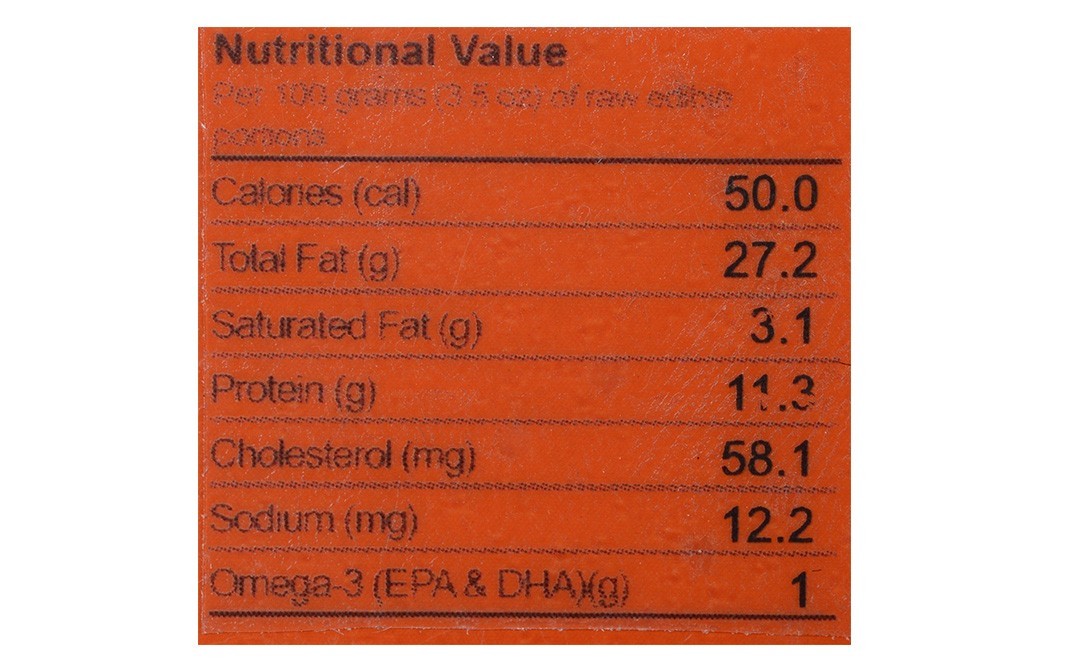 Nutritional Value
Per 100 grams (3.5 oz) of raw edible
portions
Calories (cal) 50.0
Total Fat (g) 27.2
Saturated Fat (g) 3.1
Protein (g) 11.3
Cholesterol (mg) 58.1
Sodium (mg) 12.2
Omega-3 (EPA & DHA)(g) 1